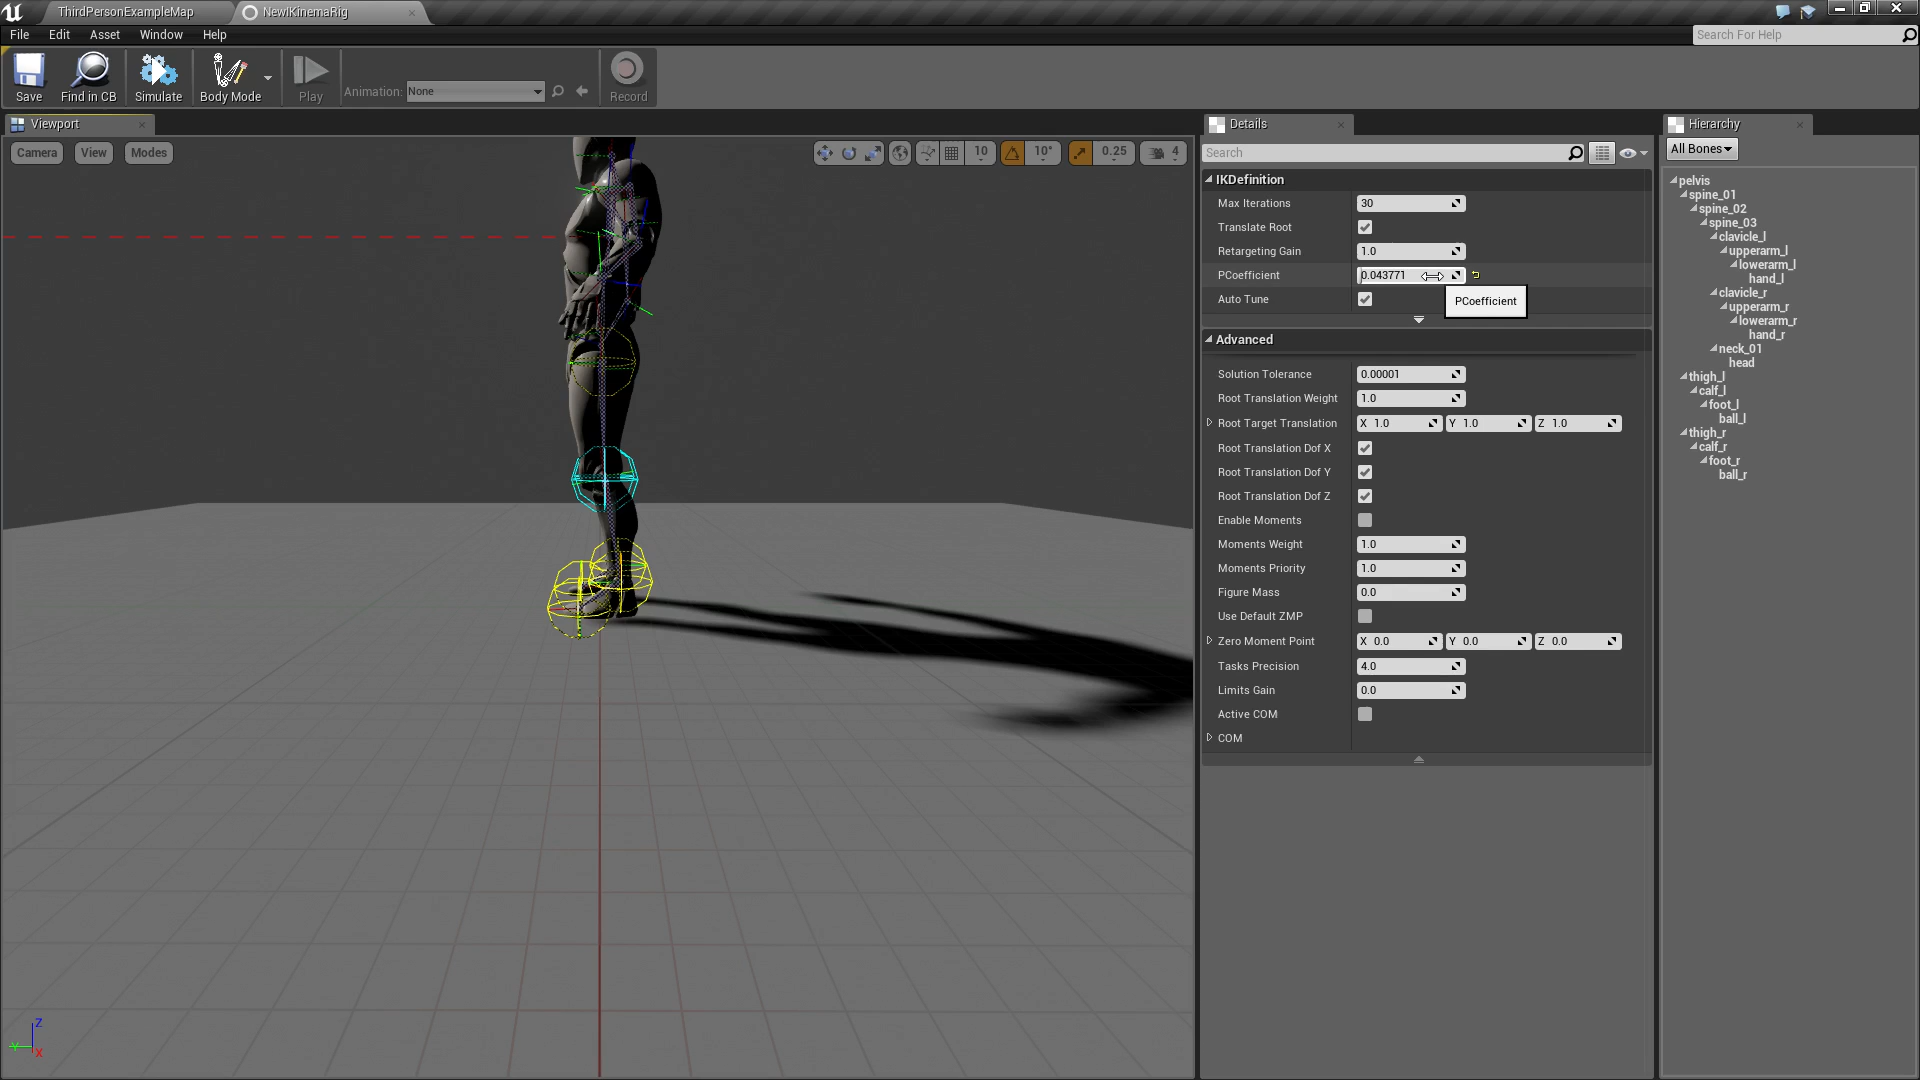 ThirdPersonExampleMap
NewIKinemaRig
File Edit Asset Window Help
Search For Help
Save
Find in CB
Simulate
Body Mode
Play
Animation: None
Record
Viewport
Camera View Modes
10 10° 0.25 4
Details
Search
IKDefinition
Max Iterations 30
Translate Root
Retargeting Gain 1.0
PCoefficient 0.043771
PCoefficient
Auto Tune
Advanced
Solution Tolerance 0.00001
Root Translation Weight 1.0
Root Target Translation X 1.0 Y 1.0 Z 1.0
Root Translation Dof X
Root Translation Dof Y
Root Translation Dof Z
Enable Moments
Moments Weight 1.0
Moments Priority 1.0
Figure Mass 0.0
Use Default ZMP
Zero Moment Point X 0.0 Y 0.0 Z 0.0
Tasks Precision 4.0
Limits Gain 0.0
Active COM
COM
Hierarchy
All Bones
pelvis
spine_01
spine_02
spine_03
clavicle_l
upperarm_l
lowerarm_l
hand_l
clavicle_r
upperarm_r
lowerarm_r
hand_r
neck_01
head
thigh_l
calf_l
foot_l
ball_l
thigh_r
calf_r
foot_r
ball_r
Z
Y
X